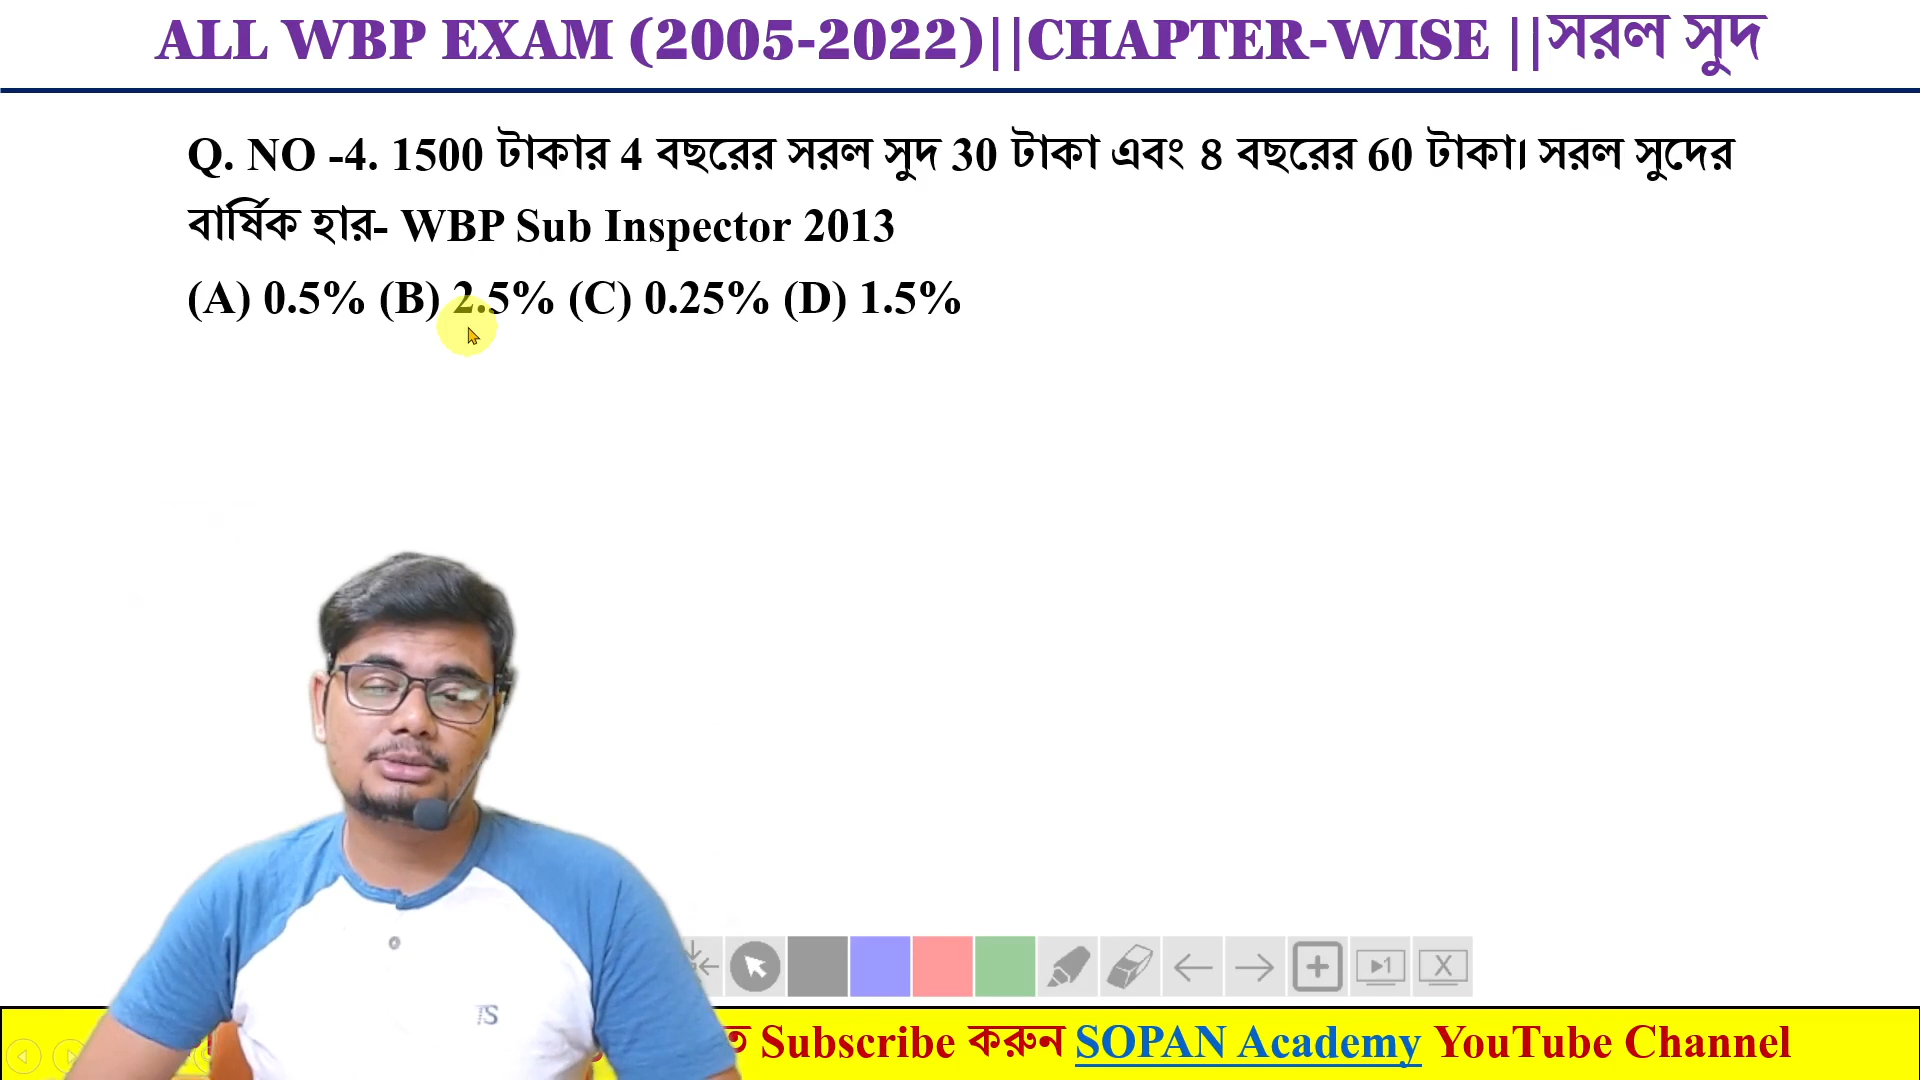 ALL WBP EXAM (2005-2022)||CHAPTER-WISE ||সরল সুদ
Q. NO -4. 1500 টাকার 4 বছরের সরল সুদ 30 টাকা এবং 8 বছরের 60 টাকা। সরল সুদের
বার্ষিক হার- WBP Sub Inspector 2013
(A) 0.5% (B) 2.5% (C) 0.25% (D) 1.5%
TS
1 X
Subscribe করুন SOPAN Academy YouTube Channel